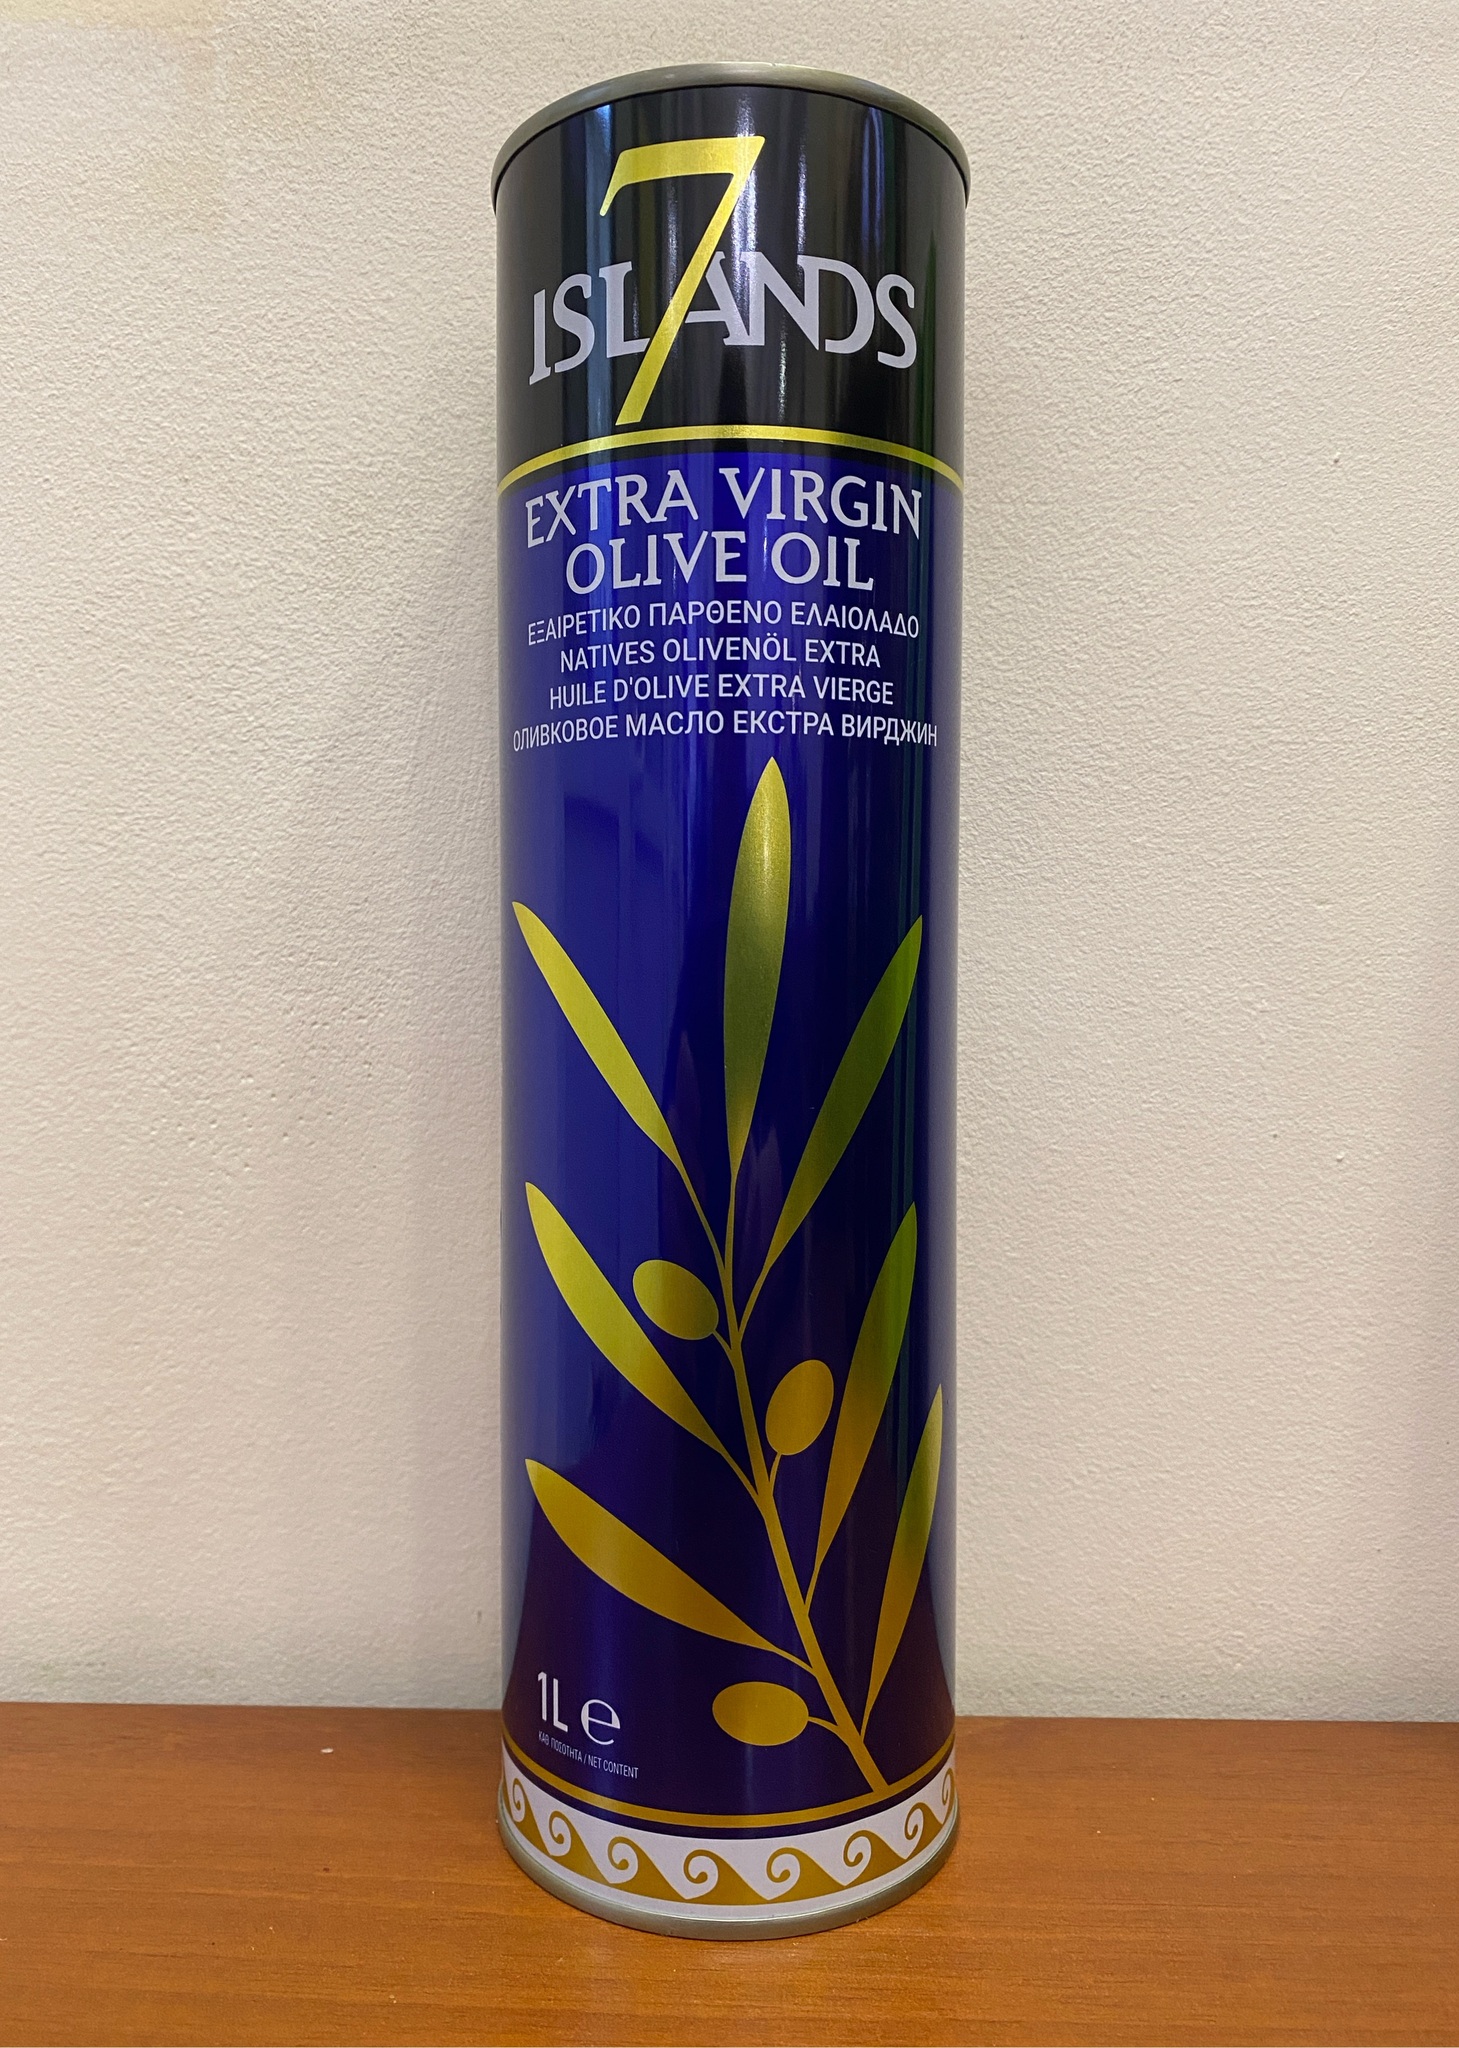 7
ISLANDS
EXTRA VIRGIN
OLIVE OIL
ΕΞΑΙΡΕΤΙΚΟ ΠΑΡΘΕΝΟ ΕΛΑΙΟΛΑΔΟ
NATIVES OLIVENÖL EXTRA
HUILE D'OLIVE EXTRA VIERGE
ОЛИВКОВОЕ МАСЛО ЕКСТРА ВИРДЖИН
1L ℮
ΚΑΘ. ΠΟΣΟΤΗΤΑ / NET CONTENT